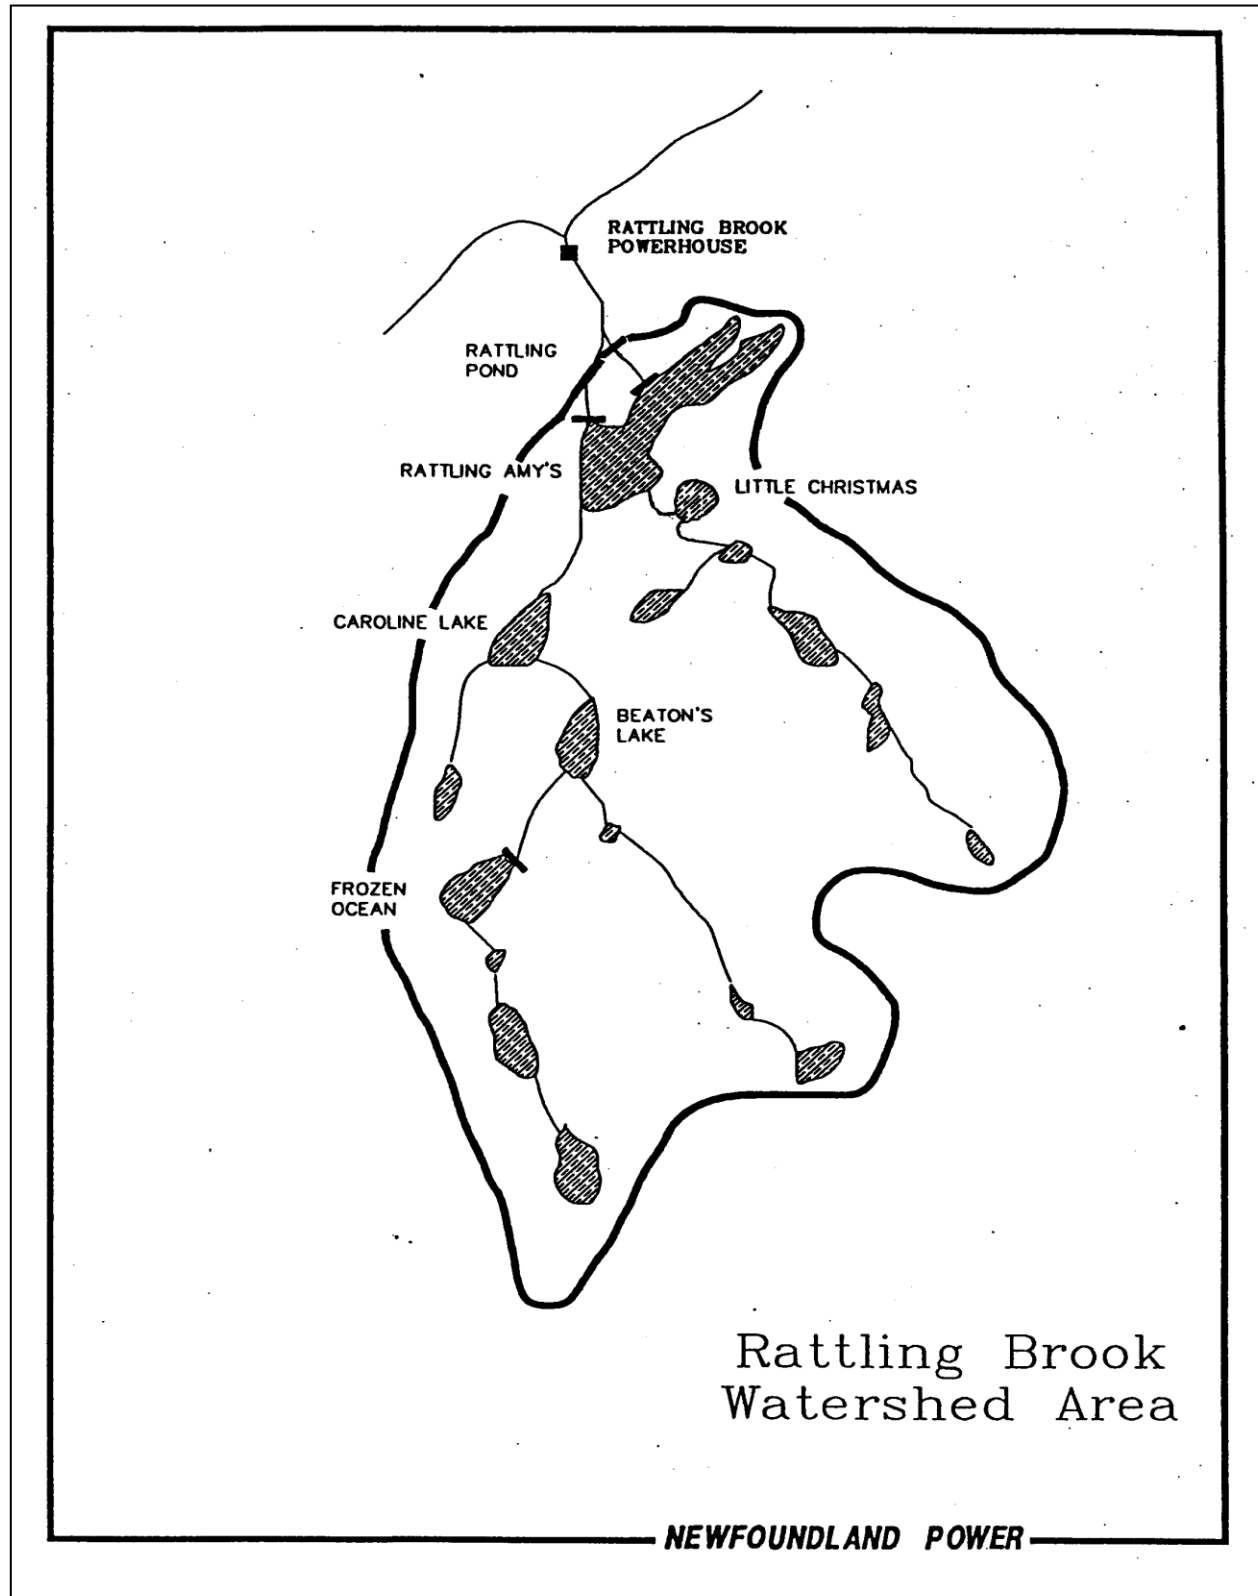 RATTLING BROOK
POWERHOUSE
RATTLING
POND
RATTLING AMY'S
LITTLE CHRISTMAS
CAROLINE LAKE
BEATON'S
LAKE
FROZEN
OCEAN
Rattling Brook
Watershed Area
NEWFOUNDLAND POWER